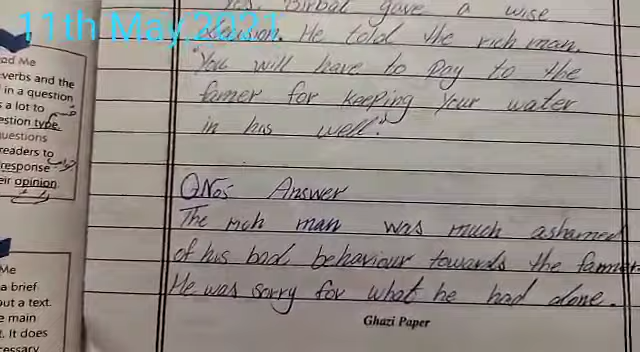 Yes, Birbal gave a wise
11th May 2021
decision. He told the rich man.
"You will have to pay to the
famer for keeping your water
in his well."
QNo5 Answer
The rich man was much ashamed
of his bad behaviour towards the farmer
He was sorry for what he had done.
Ghazi Paper
ad Me
verbs and the
in a question
s a lot to
estion type.
uestions
readers to
response
eir opinion
Me
a brief
out a text.
e main
t. It does
cessary